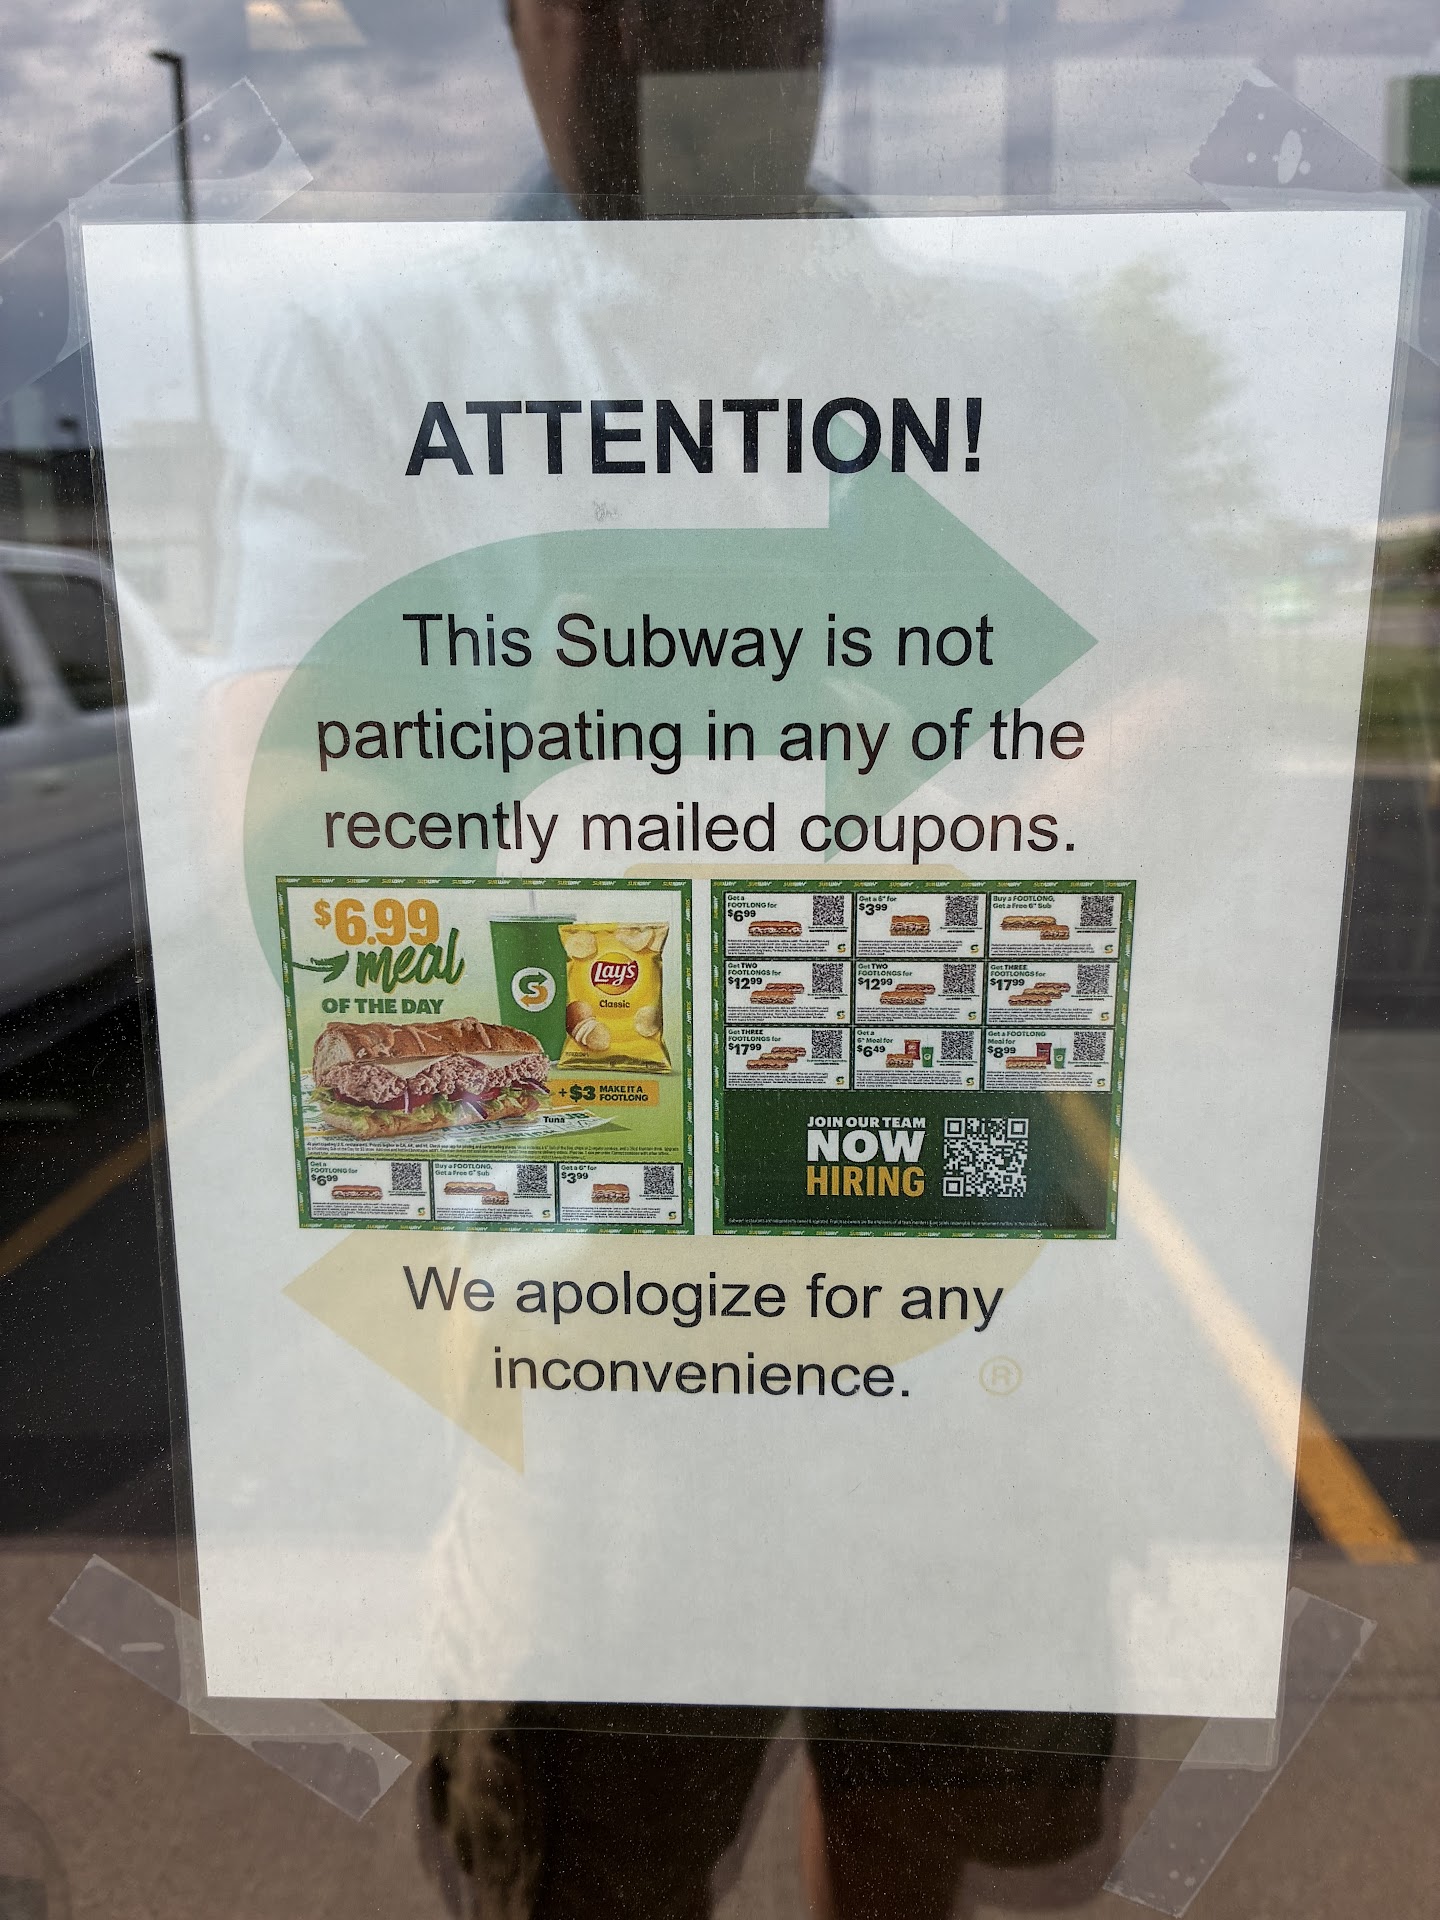 ATTENTION!
This Subway is not
participating in any of the
recently mailed coupons.
$6.99
meal
OF THE DAY
Lay's
Classic
+$3 MAKE IT A
FOOTLONG
Tuna
Get a
FOOTLONG for
$6.99
Buy a FOOTLONG,
Get a Free 6" Sub
Get a 6" for
$3.99
Get a
FOOTLONG for
$6.99
Get a 6" for
$3.99
Buy a FOOTLONG,
Get a Free 6" Sub
Get TWO
FOOTLONGS for
$12.99
Get TWO
FOOTLONGS for
$12.99
Get THREE
FOOTLONGS for
$17.99
Get THREE
FOOTLONGS for
$17.99
Get a
6" Meal for
$6.49
Get a FOOTLONG
Meal for
$8.99
JOIN OUR TEAM
NOW
HIRING
We apologize for any
inconvenience.
®